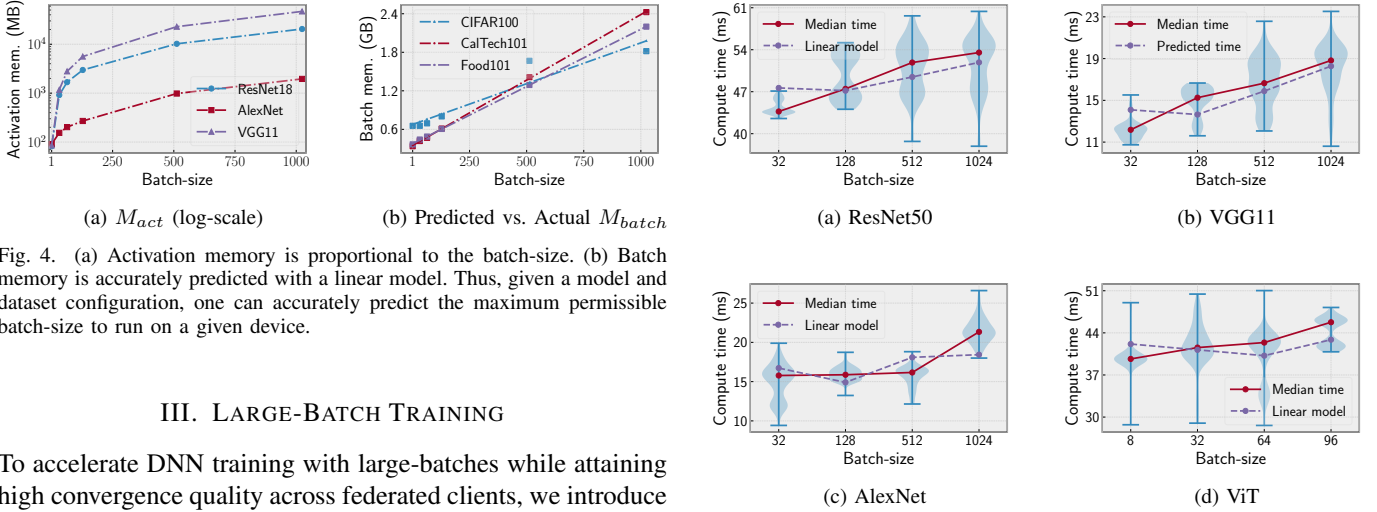 Activation mem. (MB)
10^4
10^3
10^2
ResNet18
AlexNet
VGG11
1 250 500 750 1000
Batch-size
(a) M_act (log-scale)
Batch mem. (GB)
2.4
1.8
1.2
0.6
CIFAR100
CalTech101
Food101
1 250 500 750 1000
Batch-size
(b) Predicted vs. Actual M_batch
Fig. 4. (a) Activation memory is proportional to the batch-size. (b) Batch
memory is accurately predicted with a linear model. Thus, given a model and
dataset configuration, one can accurately predict the maximum permissible
batch-size to run on a given device.
III. LARGE-BATCH TRAINING
To accelerate DNN training with large-batches while attaining
high convergence quality across federated clients, we introduce
Compute time (ms)
61
54
47
40
Median time
Linear model
32 128 512 1024
Batch-size
(a) ResNet50
Compute time (ms)
23
19
15
11
Median time
Predicted time
32 128 512 1024
Batch-size
(b) VGG11
Compute time (ms)
25
20
15
10
Median time
Linear model
32 128 512 1024
Batch-size
(c) AlexNet
Compute time (ms)
51
44
37
30
Median time
Linear model
8 32 64 96
Batch-size
(d) ViT